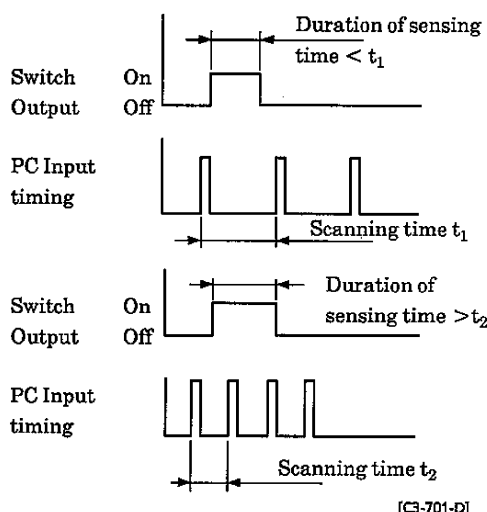 Duration of sensing
time < t₁
Switch On
Output Off
PC Input
timing
Scanning time t₁
Switch On
Output Off
Duration of
sensing time >t₂
PC Input
timing
Scanning time t₂
[C3-701-D]